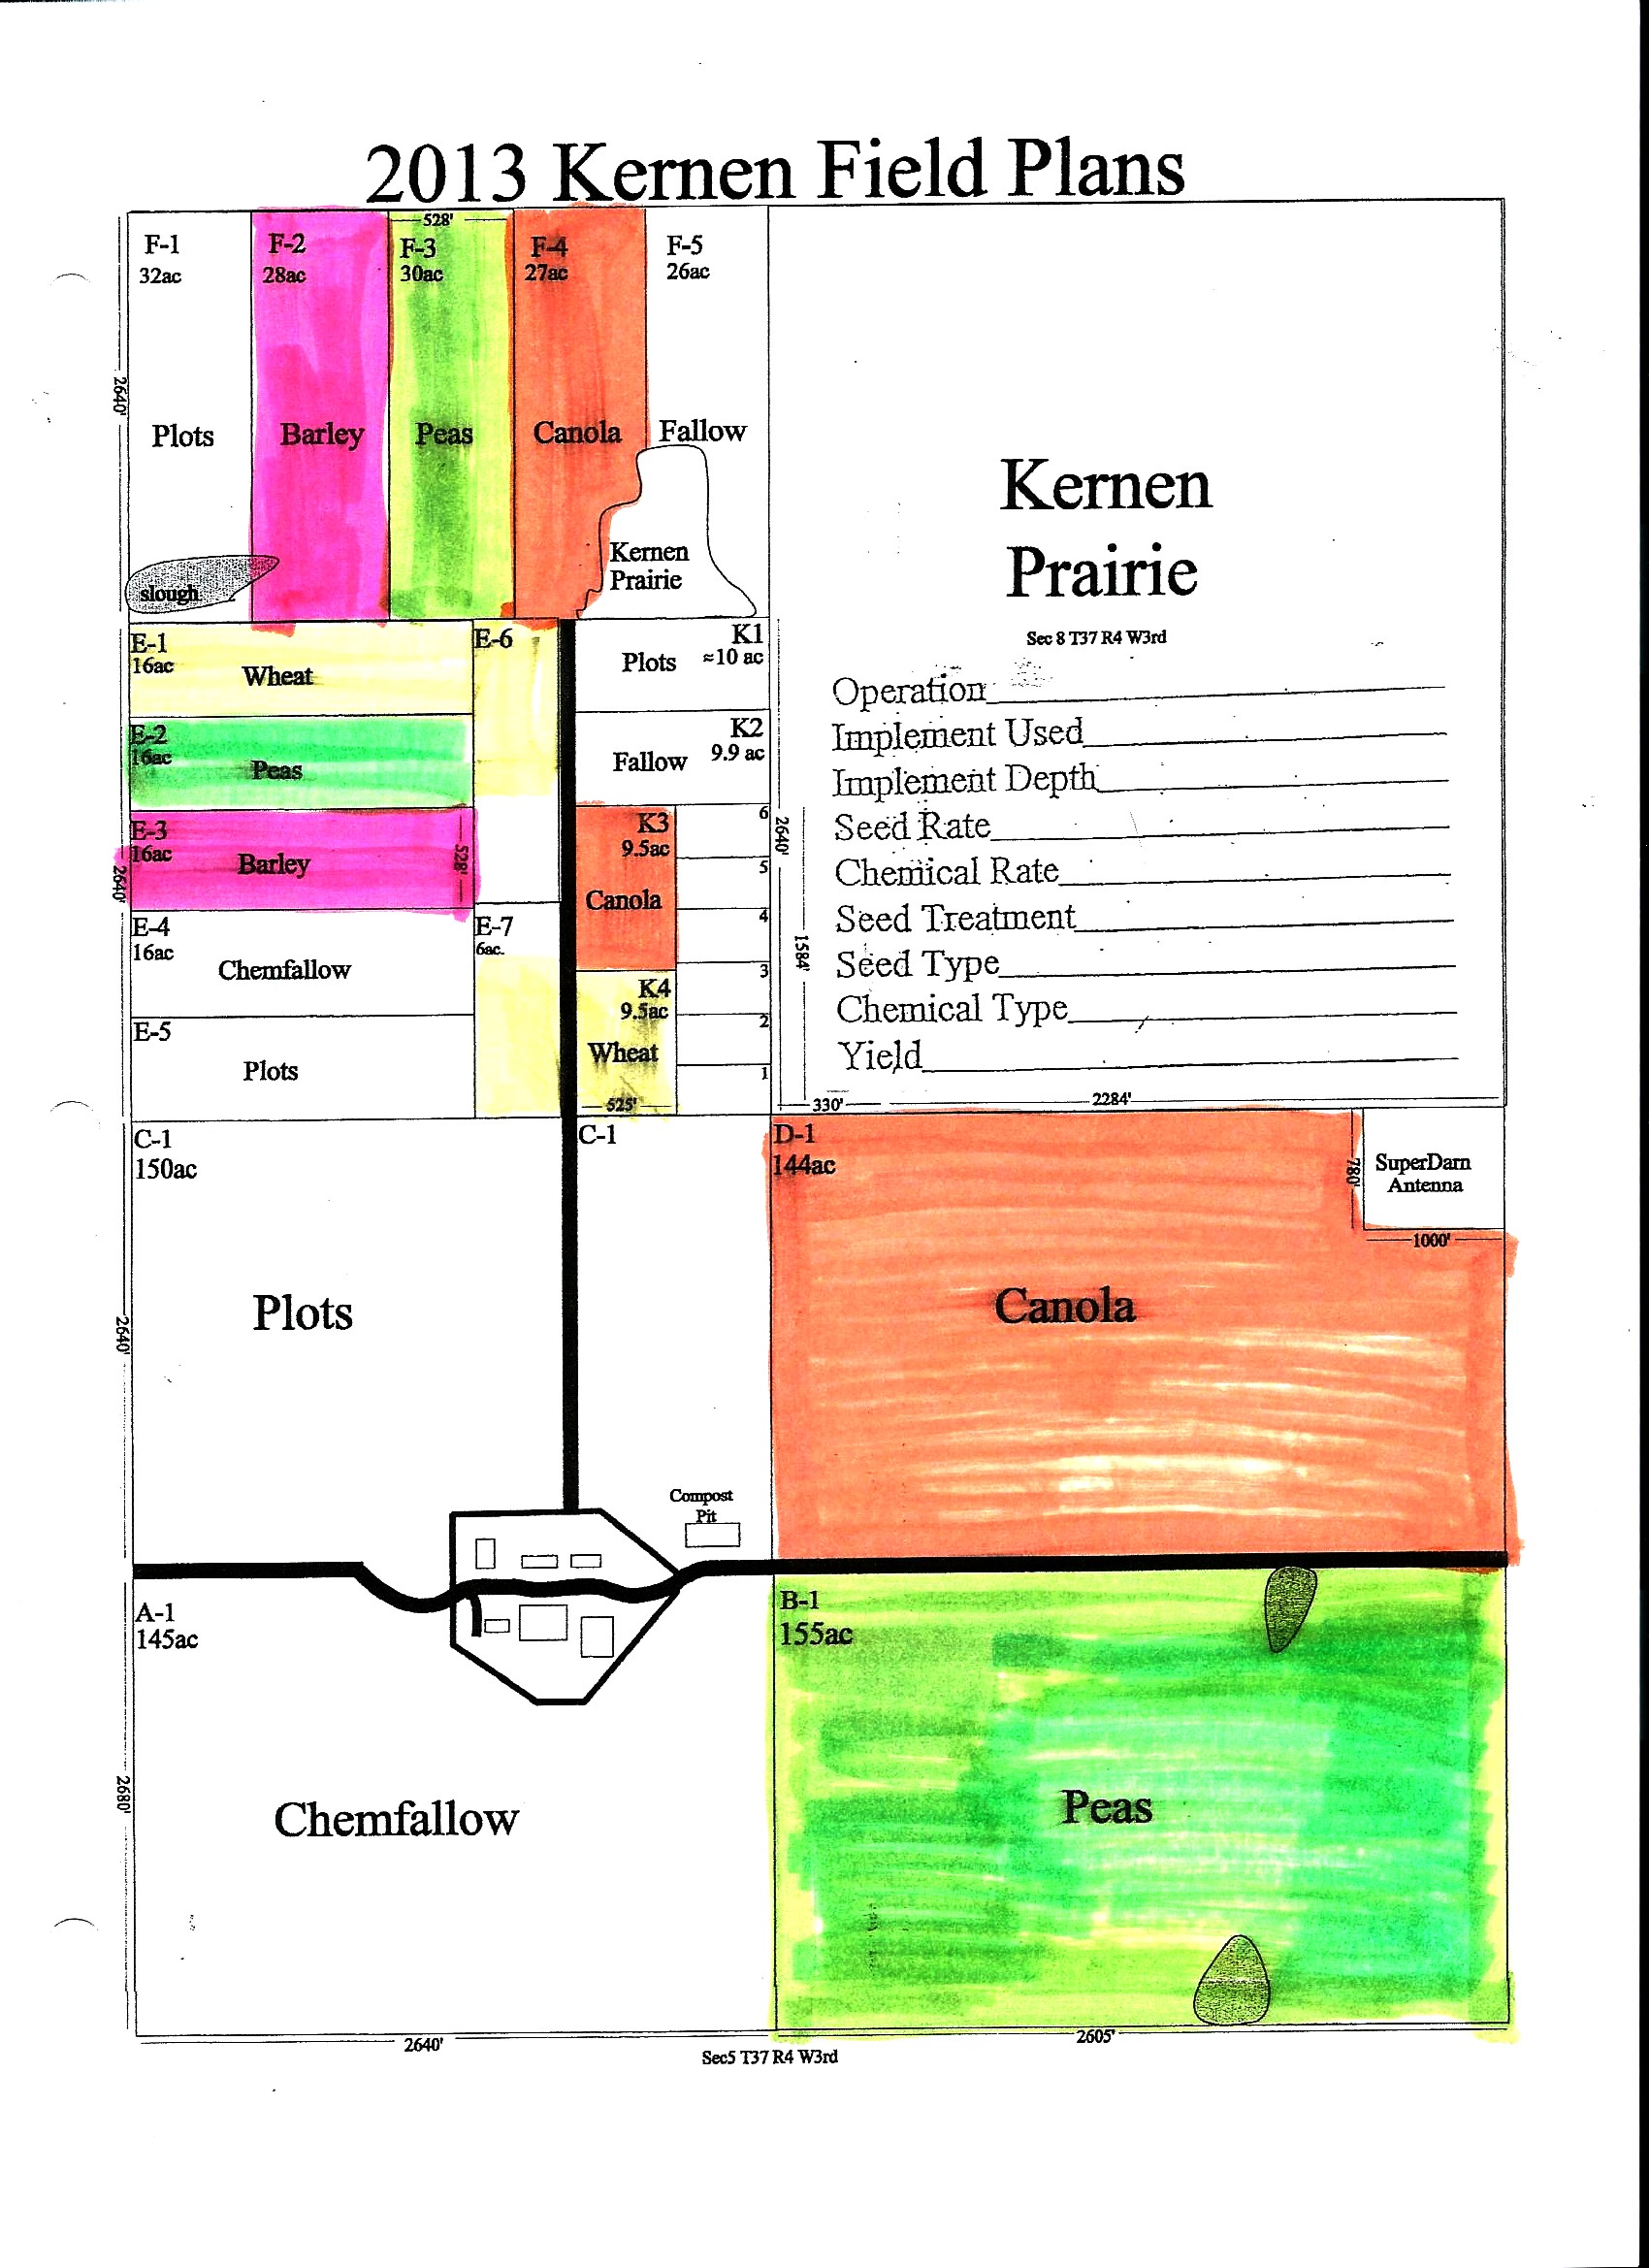 2013 Kernen Field Plans
528'
F-1
32ac
F-2
28ac
F-3
30ac
F-4
27ac
F-5
26ac
2640'
Plots
Barley
Peas
Canola
Fallow
slough
Kernen
Prairie
Kernen
Prairie
Sec 8 T37 R4 W3rd
E-1
16ac
Wheat
E-6
Plots
K1
≈10 ac
E-2
16ac
Peas
Fallow
K2
9.9 ac
E-3
16ac
Barley
528'
2640'
K3
9.5ac
Canola
6
5
4
3
2
1
2640'
1584'
E-4
16ac
Chemfallow
E-7
6ac.
K4
9.5ac
Wheat
525'
E-5
Plots
Operation
Implement Used
Implement Depth
Seed Rate
Chemical Rate
Seed Treatment
Seed Type
Chemical Type
Yield
330'
2284'
C-1
150ac
C-1
D-1
144ac
780'
SuperDarn
Antenna
1000'
Plots
Canola
2640'
Compost
Pit
A-1
145ac
B-1
155ac
2680'
Chemfallow
Peas
2640'
2605'
Sec5 T37 R4 W3rd